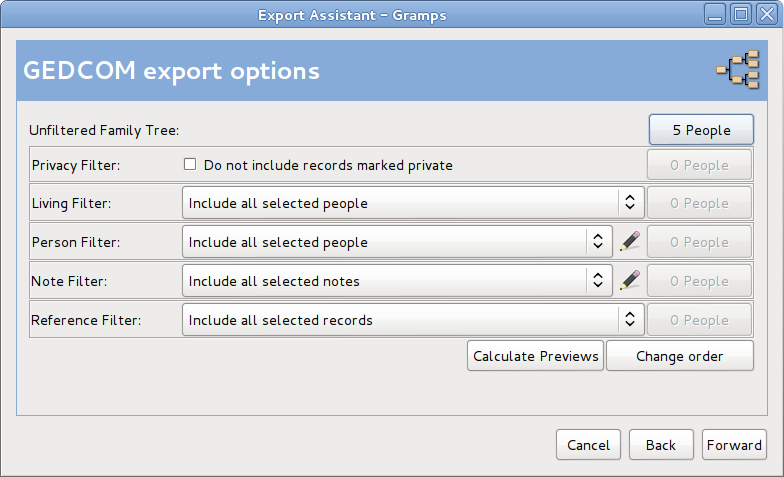 Export Assistant - Gramps
GEDCOM export options
Unfiltered Family Tree: 5 People
Privacy Filter: Do not include records marked private 0 People
Living Filter: Include all selected people 0 People
Person Filter: Include all selected people 0 People
Note Filter: Include all selected notes 0 People
Reference Filter: Include all selected records 0 People
Calculate Previews Change order
Cancel Back Forward